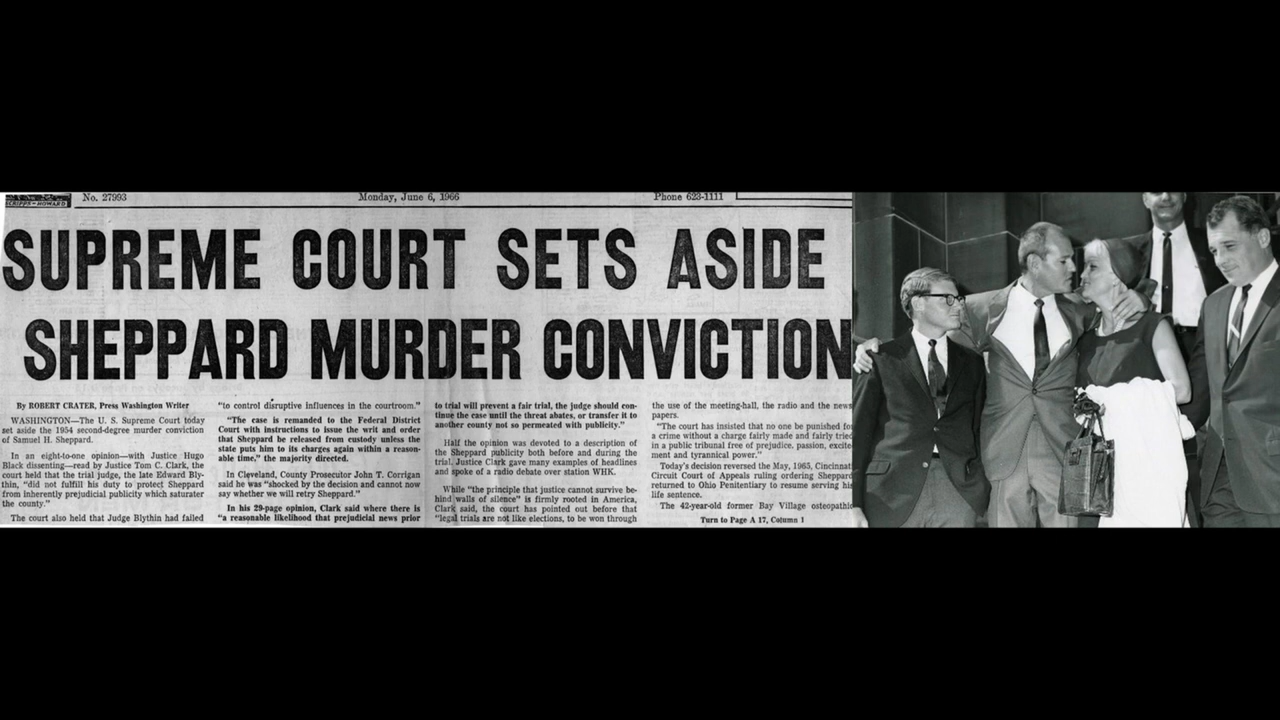 SCRIPPS-HOWARD
No. 27993
Monday, June 6, 1966
Phone 623-1111
SUPREME COURT SETS ASIDE
SHEPPARD MURDER CONVICTION
By ROBERT CRATER, Press Washington Writer
WASHINGTON—The U. S. Supreme Court today
set aside the 1954 second-degree murder conviction
of Samuel H. Sheppard.
In an eight-to-one opinion—with Justice Hugo
Black dissenting—read by Justice Tom C. Clark, the
court held that the trial judge, the late Edward Bly-
thin, "did not fulfill his duty to protect Sheppard
from inherently prejudicial publicity which saturater
the county."
The court also held that Judge Blythin had failed
"to control disruptive influences in the courtroom."
"The case is remanded to the Federal District
Court with instructions to issue the writ and order
that Sheppard be released from custody unless the
state puts him to its charges again within a reason-
able time," the majority directed.
In Cleveland, County Prosecutor John T. Corrigan
said he was "shocked by the decision and cannot now
say whether we will retry Sheppard."
In his 29-page opinion, Clark said where there is
"a reasonable likelihood that prejudicial news prior
to trial will prevent a fair trial, the judge should con-
tinue the case until the threat abates, or transfer it to
another county not so permeated with publicity."
Half the opinion was devoted to a description of
the Sheppard publicity both before and during the
trial. Justice Clark gave many examples of headlines
and spoke of a radio debate over station WHK.
While "the principle that justice cannot survive be-
hind walls of silence" is firmly rooted in America,
Clark said, the court has pointed out before that
"legal trials are not like elections, to be won through
the use of the meeting-hall, the radio and the news
papers.
"The court has insisted that no one be punished for
a crime without a charge fairly made and fairly tried
in a public tribunal free of prejudice, passion, excite
ment and tyrannical power."
Today's decision reversed the May, 1965, Cincinnat
Circuit Court of Appeals ruling ordering Sheppard
returned to Ohio Penitentiary to resume serving his
life sentence.
The 42-year-old former Bay Village osteopathic
Turn to Page A 17, Column 1